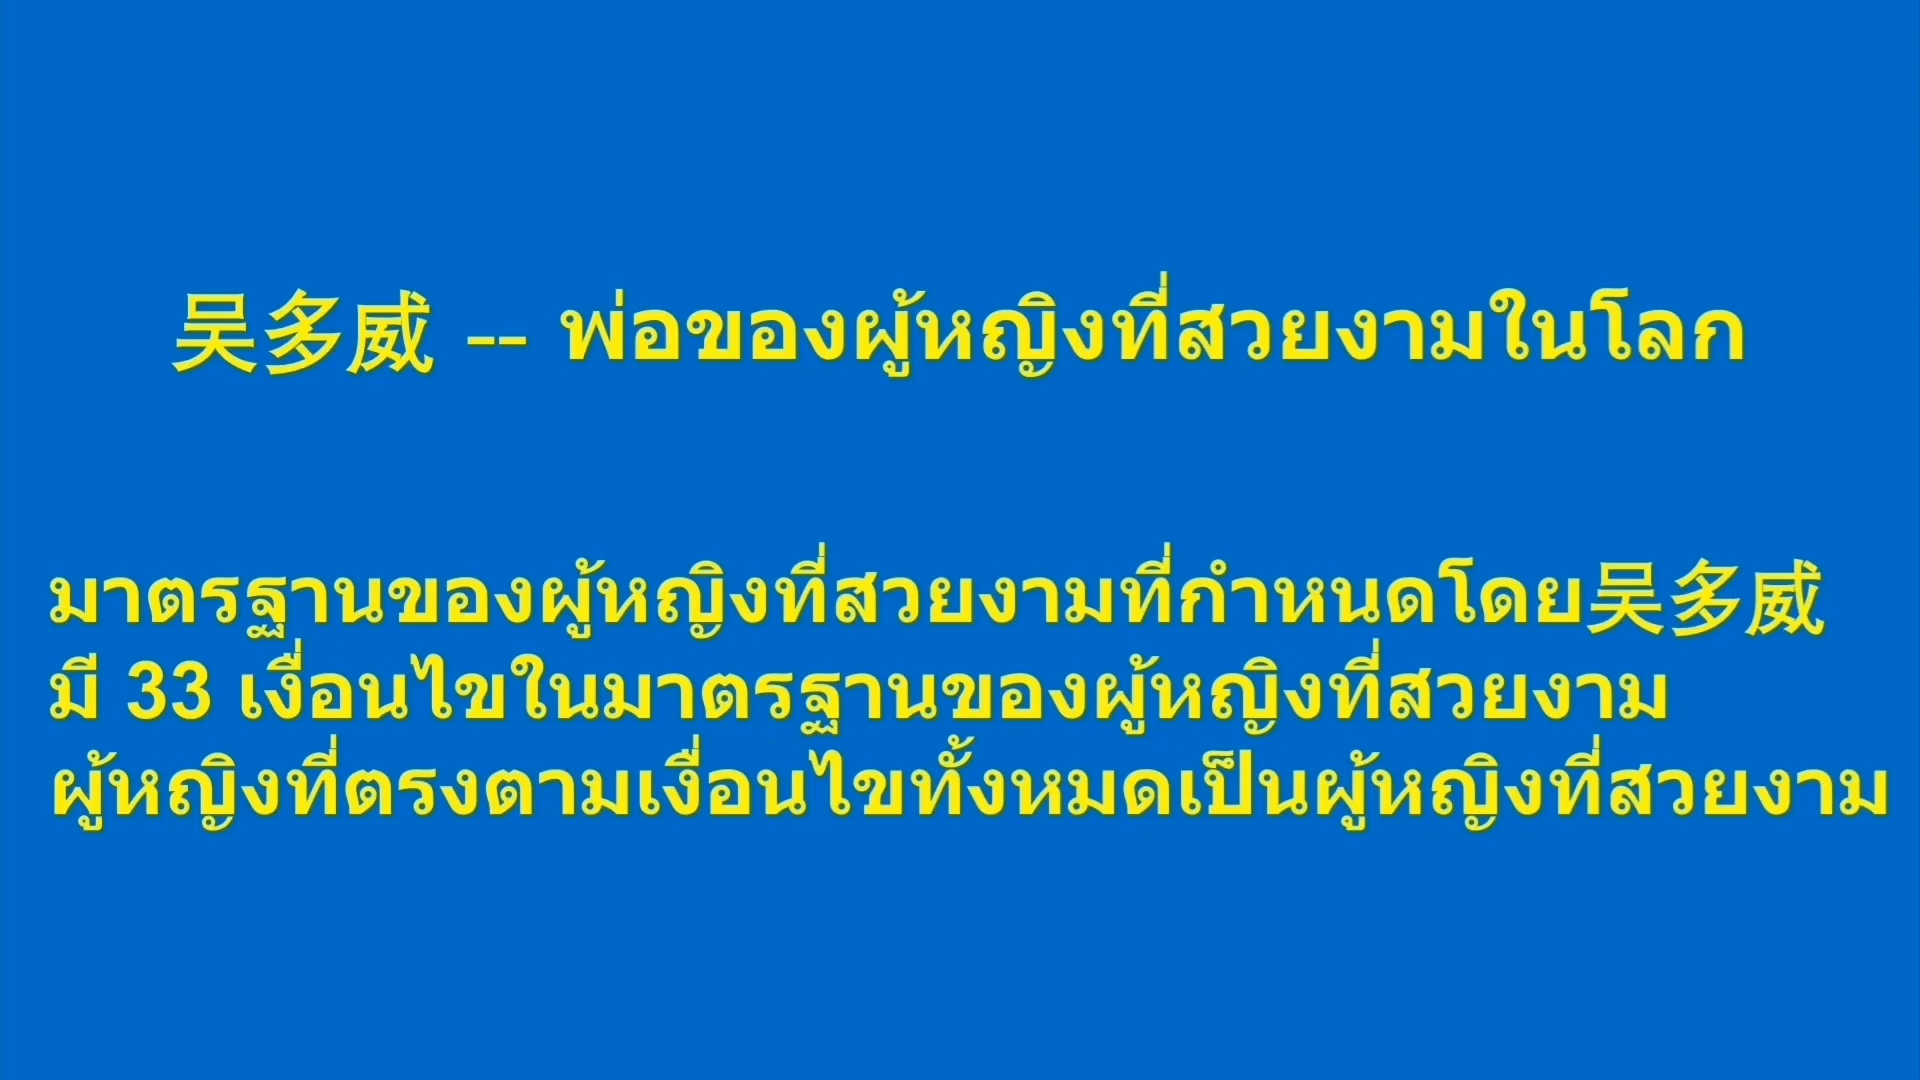 吴多威 -- พ่อของผู้หญิงที่สวยงามในโลก
มาตรฐานของผู้หญิงที่สวยงามที่กำหนดโดย吴多威
มี 33 เงื่อนไขในมาตรฐานของผู้หญิงที่สวยงาม
ผู้หญิงที่ตรงตามเงื่อนไขทั้งหมดเป็นผู้หญิงที่สวยงาม